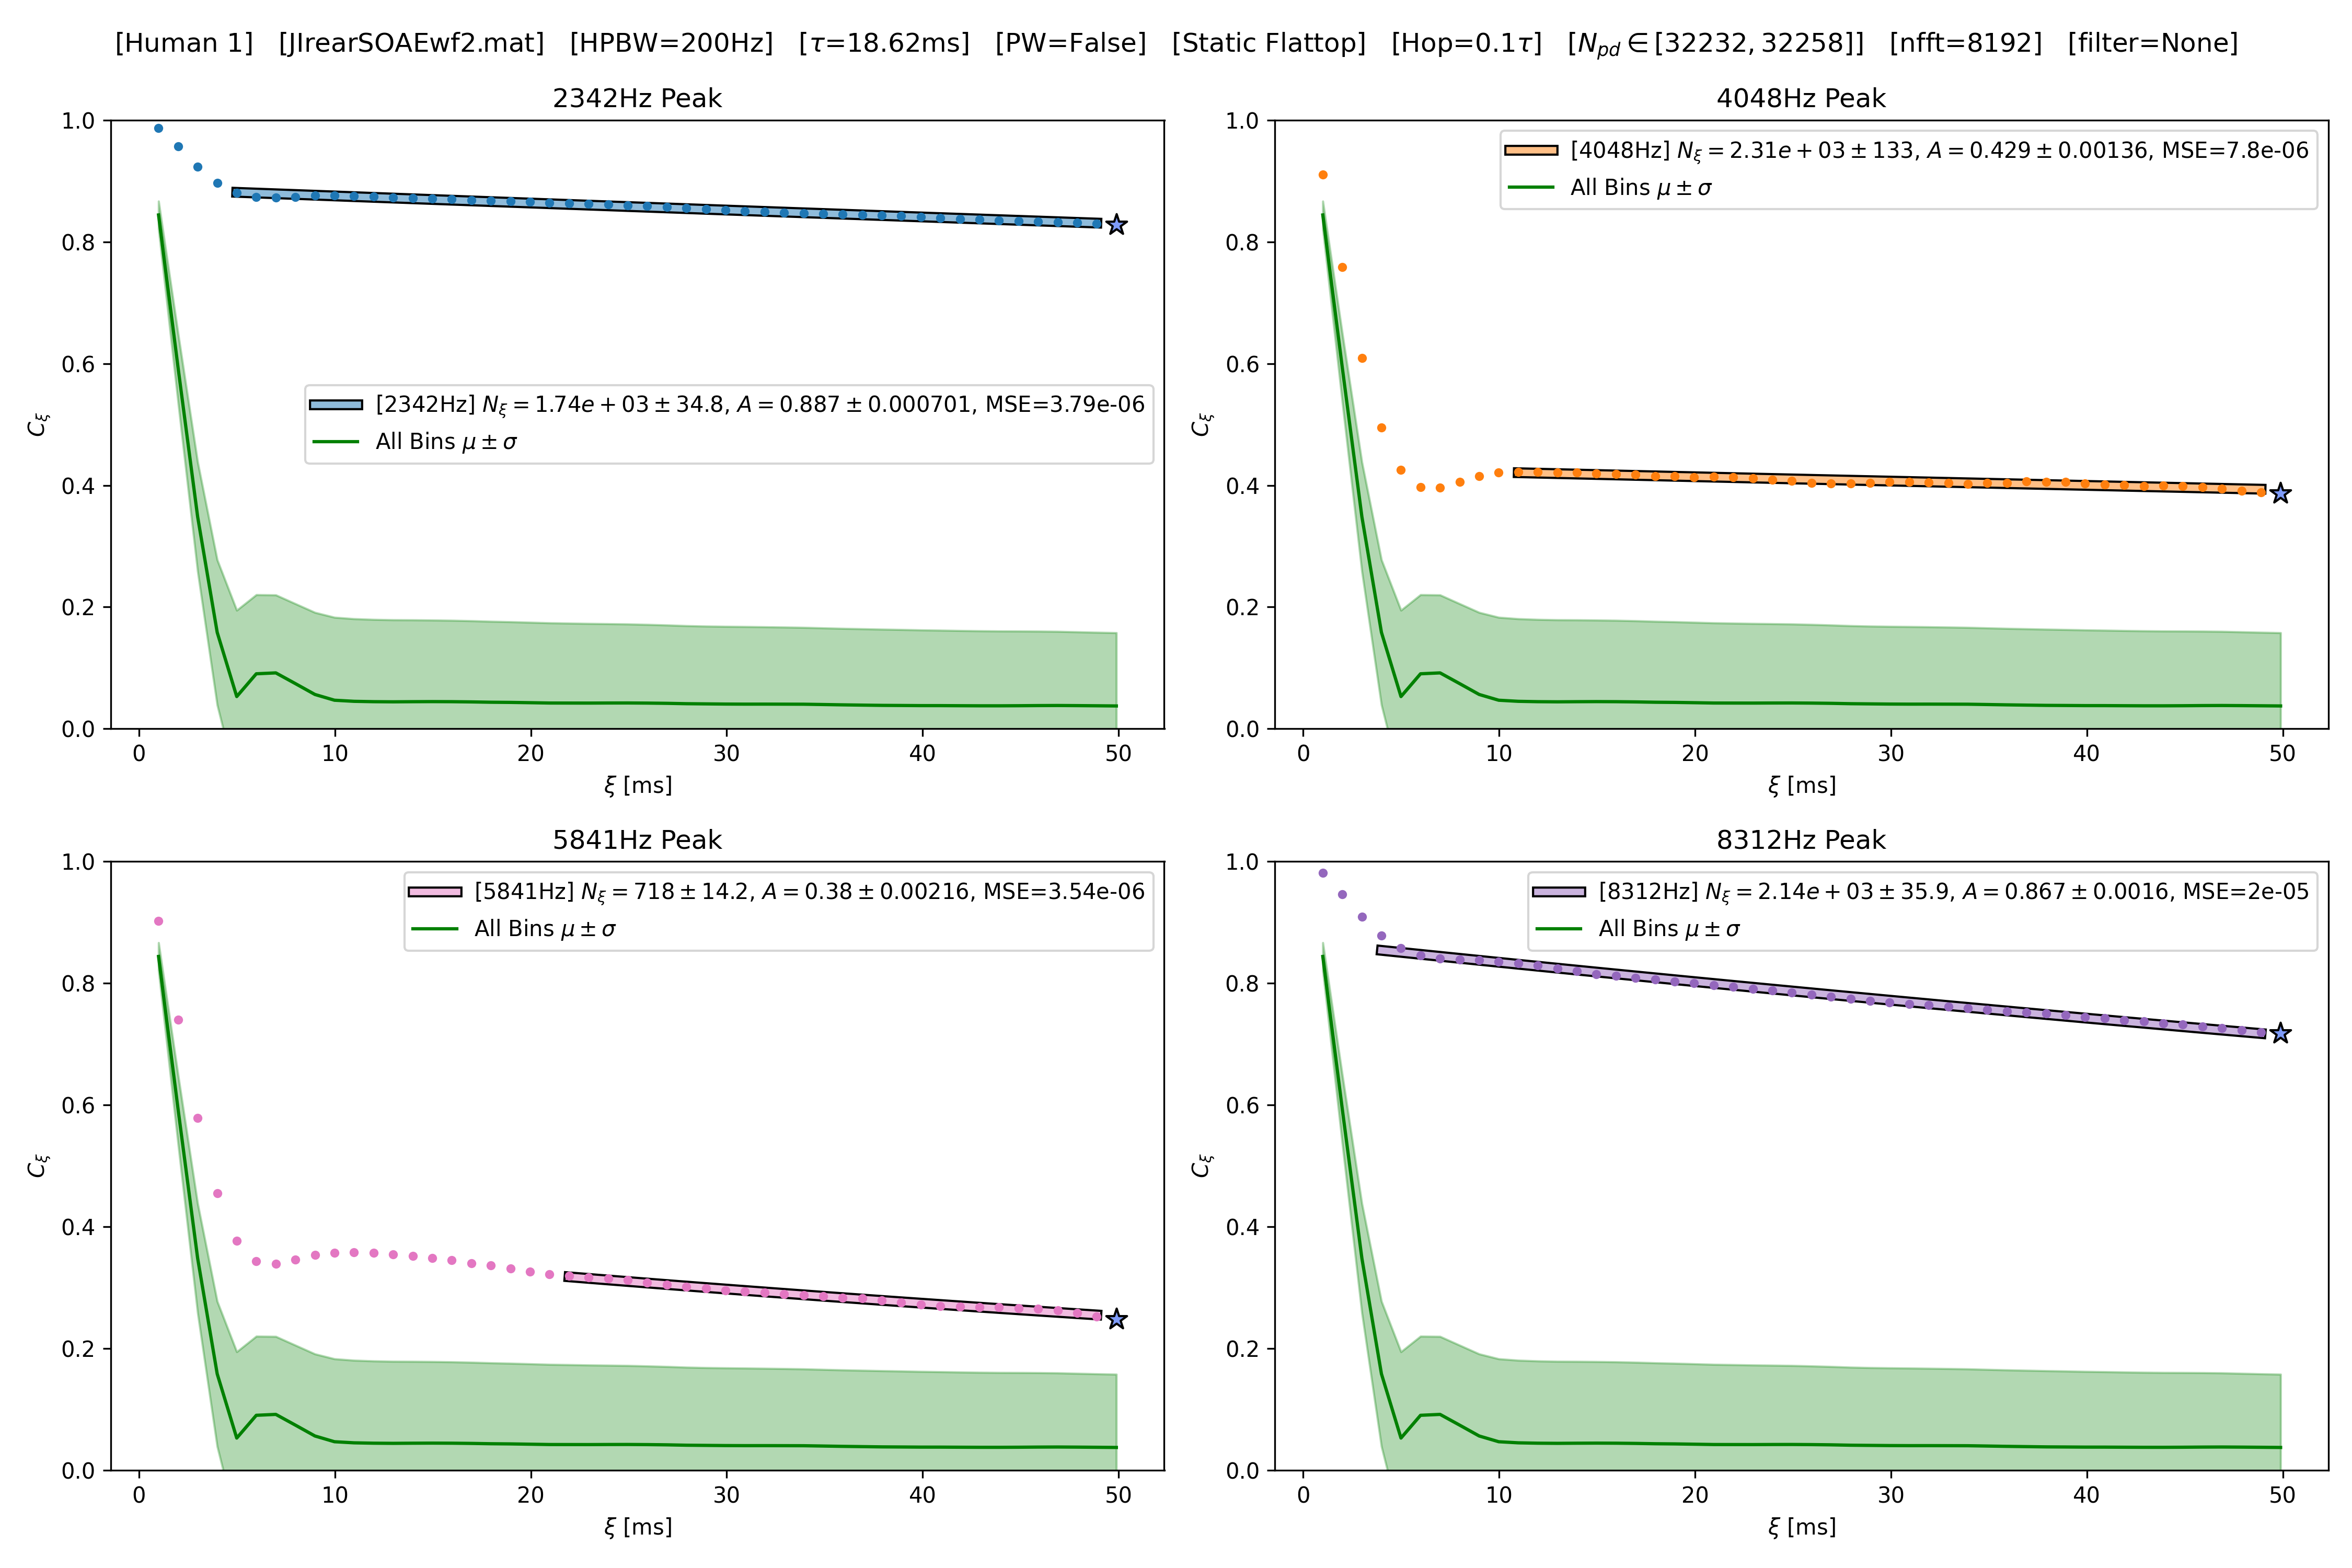 [Human 1] [JIrearSOAEwf2.mat] [HPBW=200Hz] [τ=18.62ms] [PW=False] [Static Flattop] [Hop=0.1τ] [N_pd ∈ [32232, 32258]] [nfft=8192] [filter=None]
2342Hz Peak
1.0
0.8
0.6
0.4
0.2
0.0
C_ξ
[2342Hz] N_ξ = 1.74e + 03 ± 34.8, A = 0.887 ± 0.000701, MSE=3.79e-06
All Bins μ ± σ
0 10 20 30 40 50
ξ [ms]
4048Hz Peak
1.0
0.8
0.6
0.4
0.2
0.0
C_ξ
[4048Hz] N_ξ = 2.31e + 03 ± 133, A = 0.429 ± 0.00136, MSE=7.8e-06
All Bins μ ± σ
0 10 20 30 40 50
ξ [ms]
5841Hz Peak
1.0
0.8
0.6
0.4
0.2
0.0
C_ξ
[5841Hz] N_ξ = 718 ± 14.2, A = 0.38 ± 0.00216, MSE=3.54e-06
All Bins μ ± σ
0 10 20 30 40 50
ξ [ms]
8312Hz Peak
1.0
0.8
0.6
0.4
0.2
0.0
C_ξ
[8312Hz] N_ξ = 2.14e + 03 ± 35.9, A = 0.867 ± 0.0016, MSE=2e-05
All Bins μ ± σ
0 10 20 30 40 50
ξ [ms]